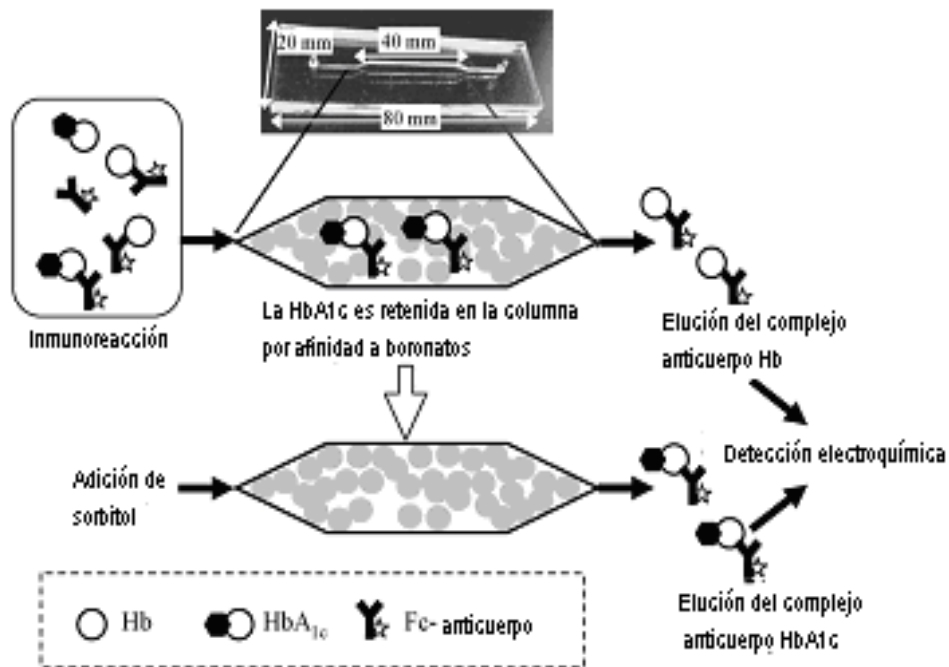 20 mm
40 mm
80 mm
Inmunoreacción
La HbA1c es retenida en la columna
por afinidad a boronatos
Elución del complejo
anticuerpo Hb
Detección electroquímica
Adición de
sorbitol
Elución del complejo
anticuerpo HbA1c
Hb
HbA1c
Fc-anticuerpo